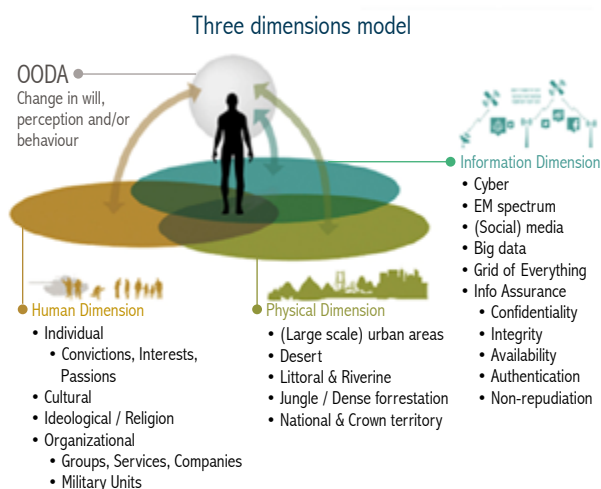 Three dimensions model
OODA
Change in will,
perception and/or
behaviour
Information Dimension
• Cyber
• EM spectrum
• (Social) media
• Big data
• Grid of Everything
• Info Assurance
• Confidentiality
• Integrity
• Availability
• Authentication
• Non-repudiation
Human Dimension
• Individual
• Convictions, Interests,
Passions
• Cultural
• Ideological / Religion
• Organizational
• Groups, Services, Companies
• Military Units
Physical Dimension
• (Large scale) urban areas
• Desert
• Littoral & Riverine
• Jungle / Dense forrestation
• National & Crown territory